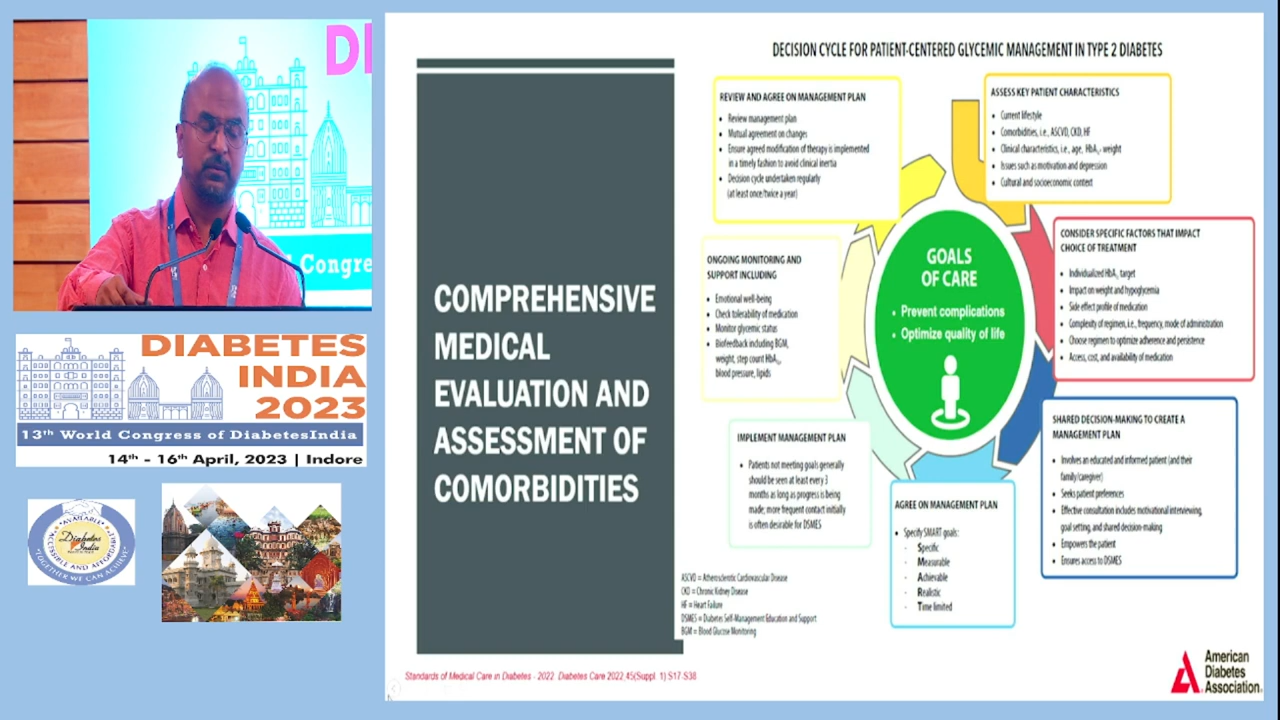 DI
l Congre
DIABETES
INDIA
2023
13th World Congress of DiabetesIndia
14th - 16th April, 2023 | Indore
AVAILABLE
ACCESSIBLE AND AFFORDABLE
Diabetes
India
"TOGETHER WE CAN ACHIEVE"
COMPREHENSIVE
MEDICAL
EVALUATION AND
ASSESSMENT OF
COMORBIDITIES
DECISION CYCLE FOR PATIENT-CENTERED GLYCEMIC MANAGEMENT IN TYPE 2 DIABETES
REVIEW AND AGREE ON MANAGEMENT PLAN
• Review management plan
• Mutual agreement on changes
• Ensure agreed modification of therapy is implemented
in a timely fashion to avoid clinical inertia
• Decision cycle undertaken regularly
(at least once/twice a year)
ASSESS KEY PATIENT CHARACTERISTICS
• Current lifestyle
• Comorbidities, i.e., ASCVD, CKD, HF
• Clinical characteristics, i.e., age, HbA1c, weight
• Issues such as motivation and depression
• Cultural and socioeconomic context
CONSIDER SPECIFIC FACTORS THAT IMPACT
CHOICE OF TREATMENT
• Individualized HbA1c target
• Impact on weight and hypoglycemia
• Side effect profile of medication
• Complexity of regimen, i.e., frequency, mode of administration
• Choose regimen to optimize adherence and persistence
• Access, cost, and availability of medication
SHARED DECISION-MAKING TO CREATE A
MANAGEMENT PLAN
• Involves an educated and informed patient (and their
family/caregiver)
• Seeks patient preferences
• Effective consultation includes motivational interviewing,
goal setting, and shared decision-making
• Empowers the patient
• Ensures access to DSMES
AGREE ON MANAGEMENT PLAN
• Specify SMART goals:
- Specific
- Measurable
- Achievable
- Realistic
- Time limited
IMPLEMENT MANAGEMENT PLAN
• Patients not meeting goals generally
should be seen at least every 3
months as long as progress is being
made; more frequent contact initially
is often desirable for DSMES
ONGOING MONITORING AND
SUPPORT INCLUDING
• Emotional well-being
• Check tolerability of medication
• Monitor glycemic status
• Biofeedback including BGM,
weight, step count HbA1c,
blood pressure, lipids
GOALS
OF CARE
• Prevent complications
• Optimize quality of life
ASCVD = Atherosclerotic Cardiovascular Disease
CKD = Chronic Kidney Disease
HF = Heart Failure
DSMES = Diabetes Self-Management Education and Support
BGM = Blood Glucose Monitoring
Standards of Medical Care in Diabetes - 2022. Diabetes Care 2022;45(Suppl. 1):S17-S38
American
Diabetes
Association.